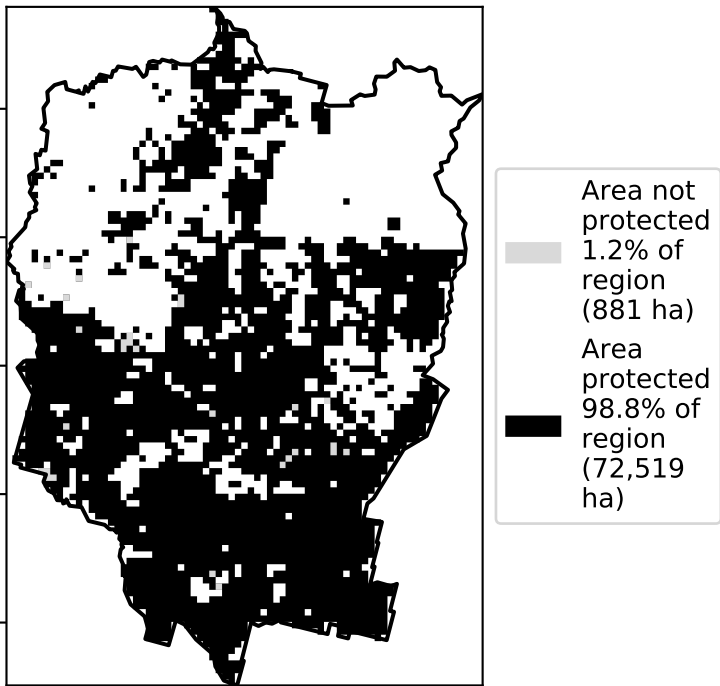 Area not
protected
1.2% of
region
(881 ha)
Area
protected
98.8% of
region
(72,519
ha)